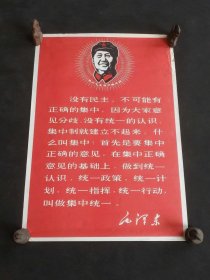 没有民主，不可能有
正确的集中，因为大家意
见分歧，没有统一的认识，
集中制就建立不起来。什
么叫集中？首先是要集中
正确的意见。在集中正确
意见的基础上，做到统一
认识，统一政策，统一计
划，统一指挥，统一行动，
叫做集中统一。
毛泽东